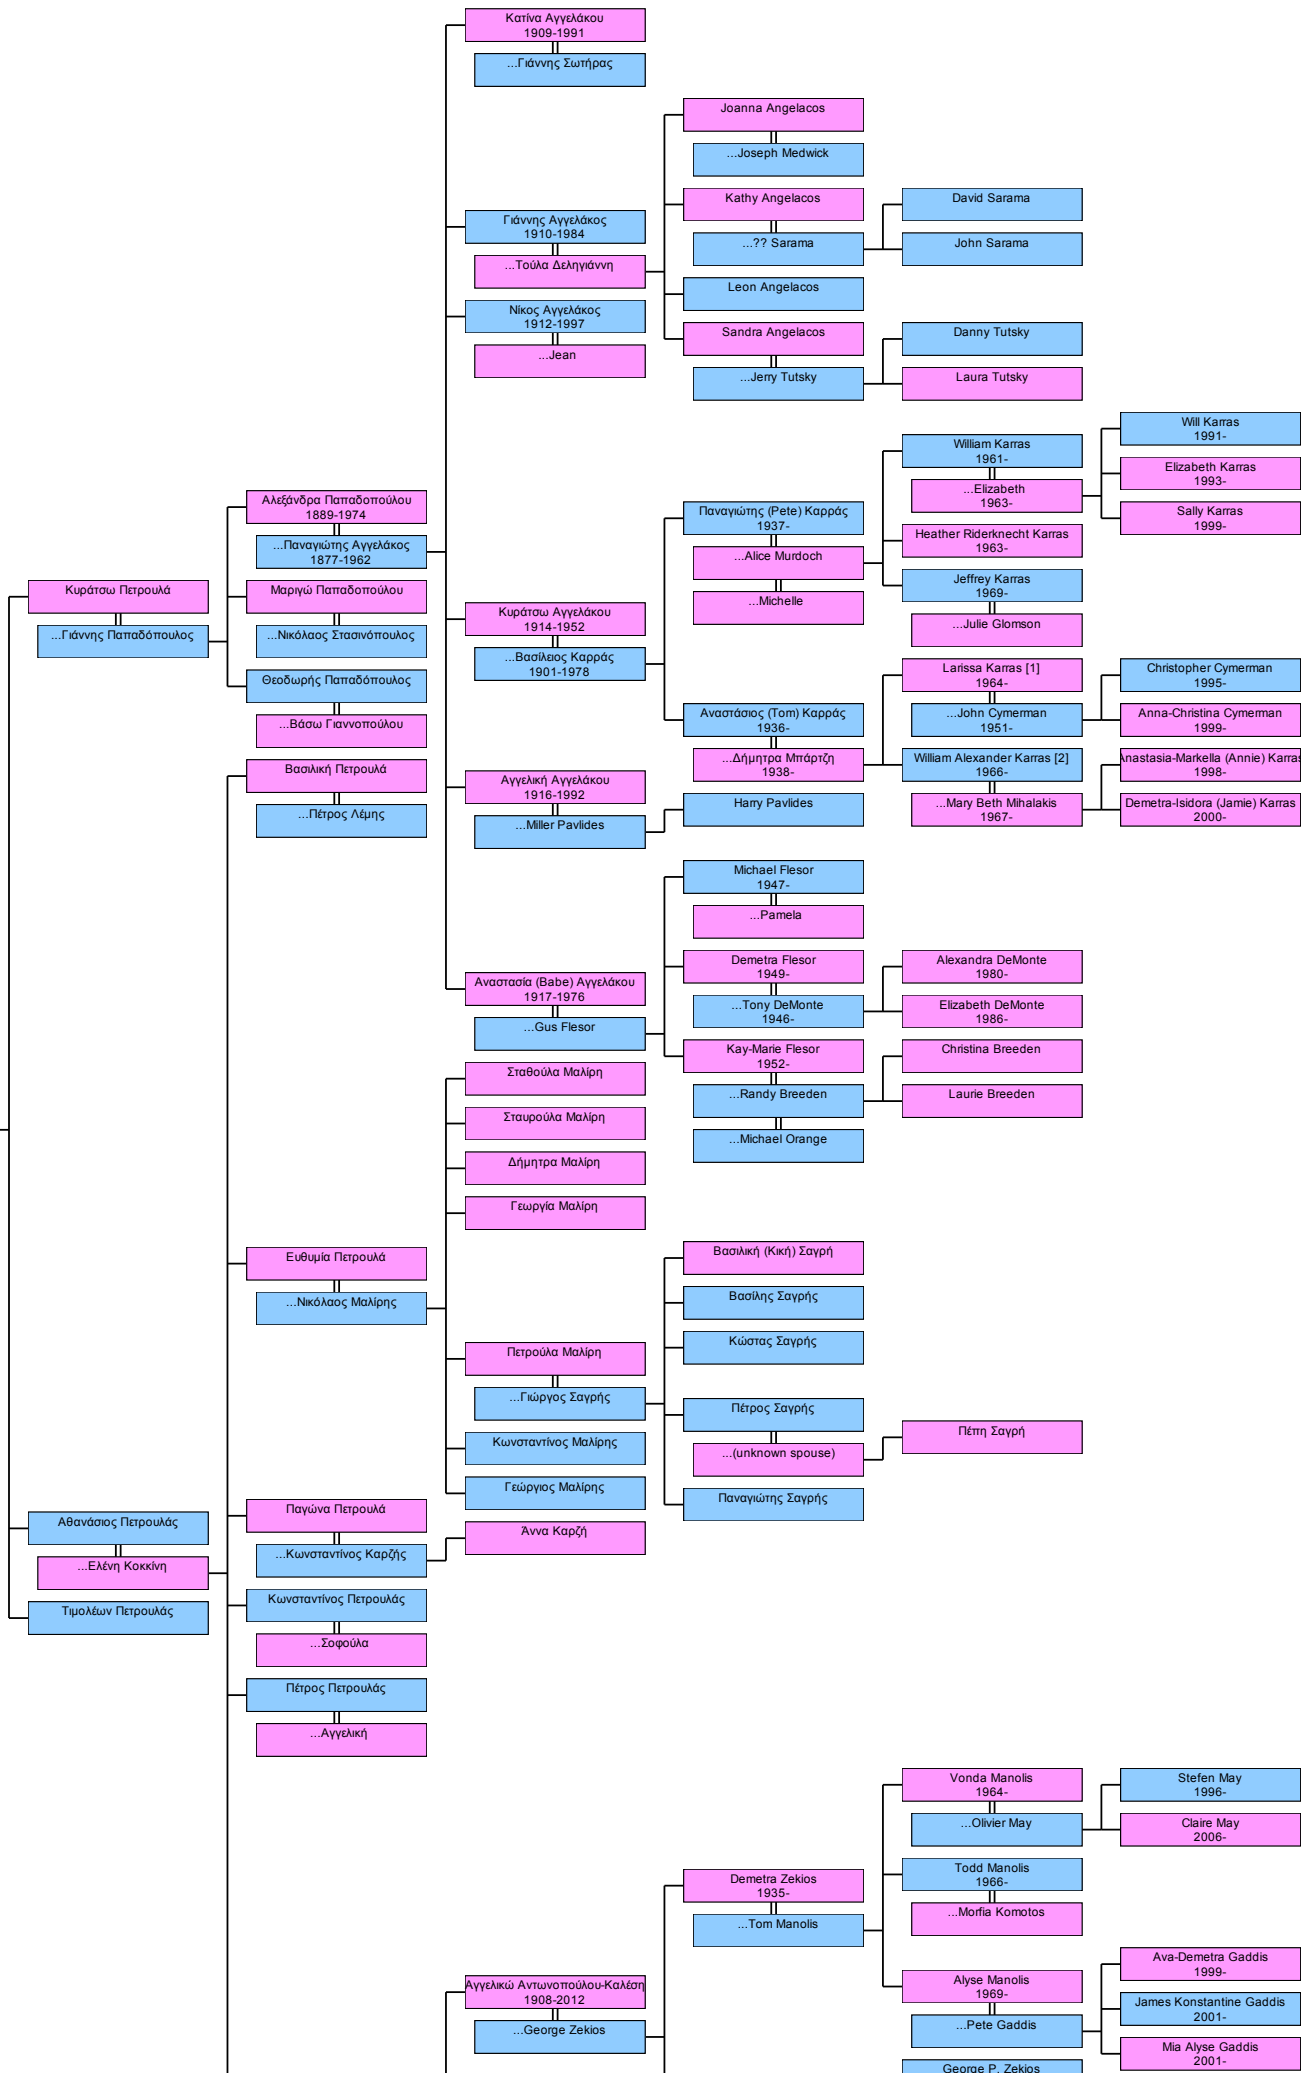 Κατίνα Αγγελάκου
1909-1991
...Γιάννης Σωτήρας
Joanna Angelacos
...Joseph Medwick
Kathy Angelacos
...?? Sarama
David Sarama
John Sarama
Γιάννης Αγγελάκος
1910-1984
...Τούλα Δεληγιάννη
Leon Angelacos
Νίκος Αγγελάκος
1912-1997
...Jean
Sandra Angelacos
...Jerry Tutsky
Danny Tutsky
Laura Tutsky
Will Karras
1991-
William Karras
1961-
...Elizabeth
1963-
Elizabeth Karras
1993-
Sally Karras
1999-
Αλεξάνδρα Παπαδοπούλου
1889-1974
...Παναγιώτης Αγγελάκος
1877-1962
Παναγιώτης (Pete) Καρράς
1937-
...Alice Murdoch
...Michelle
Heather Riderknecht Karras
1963-
Jeffrey Karras
1969-
...Julie Glomson
Κυράτσω Πετρουλά
...Γιάννης Παπαδόπουλος
Μαριγώ Παπαδοπούλου
...Νικόλαος Στασινόπουλος
Θεοδωρής Παπαδόπουλος
...Βάσω Γιαννοπούλου
Κυράτσω Αγγελάκου
1914-1952
...Βασίλειος Καρράς
1901-1978
Larissa Karras [1]
1964-
...John Cymerman
1951-
Christopher Cymerman
1995-
Anna-Christina Cymerman
1999-
Αναστάσιος (Tom) Καρράς
1936-
...Δήμητρα Μπάρτζη
1938-
William Alexander Karras [2]
1966-
...Mary Beth Mihalakis
1967-
Anastasia-Markella (Annie) Karras
1998-
Demetra-Isidora (Jamie) Karras
2000-
Βασιλική Πετρουλά
...Πέτρος Λέμης
Αγγελική Αγγελάκου
1916-1992
...Miller Pavlides
Harry Pavlides
Michael Flesor
1947-
...Pamela
Demetra Flesor
1949-
...Tony DeMonte
1946-
Alexandra DeMonte
1980-
Elizabeth DeMonte
1986-
Αναστασία (Babe) Αγγελάκου
1917-1976
...Gus Flesor
Kay-Marie Flesor
1952-
...Randy Breeden
...Michael Orange
Christina Breeden
Laurie Breeden
Σταθούλα Μαλίρη
Σταυρούλα Μαλίρη
Δήμητρα Μαλίρη
Γεωργία Μαλίρη
Ευθυμία Πετρουλά
...Νικόλαος Μαλίρης
Βασιλική (Κική) Σαγρή
Βασίλης Σαγρής
Κώστας Σαγρής
Πετρούλα Μαλίρη
...Γιώργος Σαγρής
Πέτρος Σαγρής
...(unknown spouse)
Πέπη Σαγρή
Κωνσταντίνος Μαλίρης
Γεώργιος Μαλίρης
Παναγιώτης Σαγρής
Παγώνα Πετρουλά
...Κωνσταντίνος Καρζής
Άννα Καρζή
Αθανάσιος Πετρουλάς
...Ελένη Κοκκίνη
Τιμολέων Πετρουλάς
Κωνσταντίνος Πετρουλάς
...Σοφούλα
Πέτρος Πετρουλάς
...Αγγελική
Vonda Manolis
1964-
...Olivier May
Stefen May
1996-
Claire May
2006-
Demetra Zekios
1935-
...Tom Manolis
Todd Manolis
1966-
...Morfia Komotos
Αγγελικώ Αντωνοπούλου-Καλέση
1908-2012
...George Zekios
Alyse Manolis
1969-
...Pete Gaddis
Ava-Demetra Gaddis
1999-
James Konstantine Gaddis
2001-
Mia Alyse Gaddis
2001-
George P. Zekios